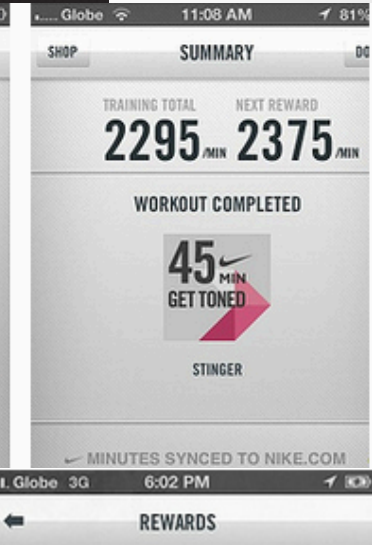 Globe 11:08 AM 81%
SHOP SUMMARY DO
TRAINING TOTAL NEXT REWARD
2295/MIN 2375/MIN
WORKOUT COMPLETED
45 MIN
GET TONED
STINGER
MINUTES SYNCED TO NIKE.COM
Globe 3G 6:02 PM
REWARDS